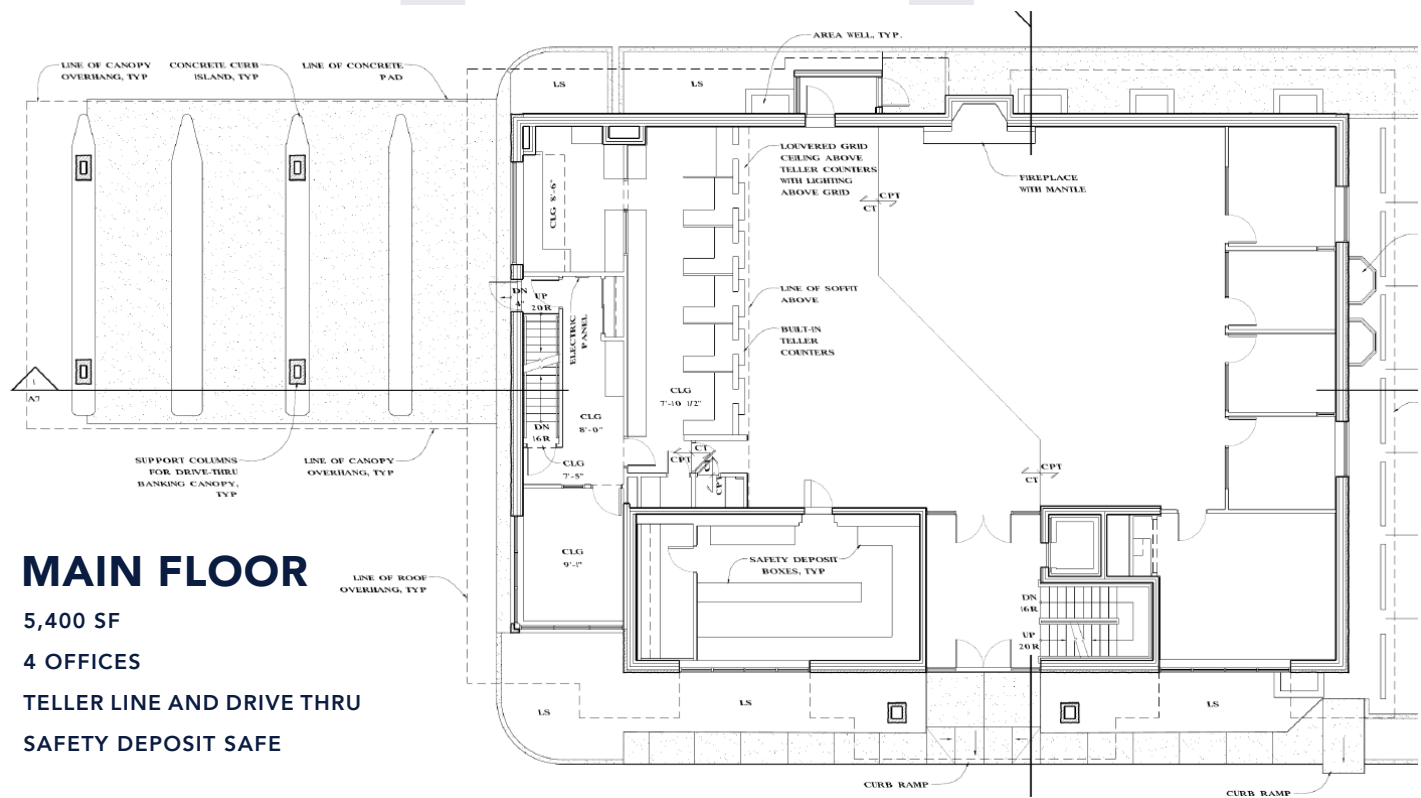 AREA WELL, TYP.
LINE OF CANOPY
OVERHANG, TYP
CONCRETE CURB
ISLAND, TYP
LINE OF CONCRETE
PAD
LS
LS
LOUVERED GRID
CEILING ABOVE
TELLER COUNTERS
WITH LIGHTING
ABOVE GRID
FIREPLACE
WITH MANTLE
CLG 8'-6"
CPT
CT
DN
4"
UP
20R
ELECTRIC
PANEL
LINE OF SOFFIT
ABOVE
BUILT-IN
TELLER
COUNTERS
1
A7
CLG
7'-10 1/2"
CLG
8'-0"
DN
16R
CLG
7'-5"
CT
CPT
CT
CPT
CPT
CT
SUPPORT COLUMNS
FOR DRIVE-THRU
BANKING CANOPY,
TYP
LINE OF CANOPY
OVERHANG, TYP
CLG
9'-1"
SAFETY DEPOSIT
BOXES, TYP
LINE OF ROOF
OVERHANG, TYP
DN
16R
UP
20R
MAIN FLOOR
5,400 SF
4 OFFICES
TELLER LINE AND DRIVE THRU
SAFETY DEPOSIT SAFE
LS
LS
LS
CURB RAMP
CURB RAMP